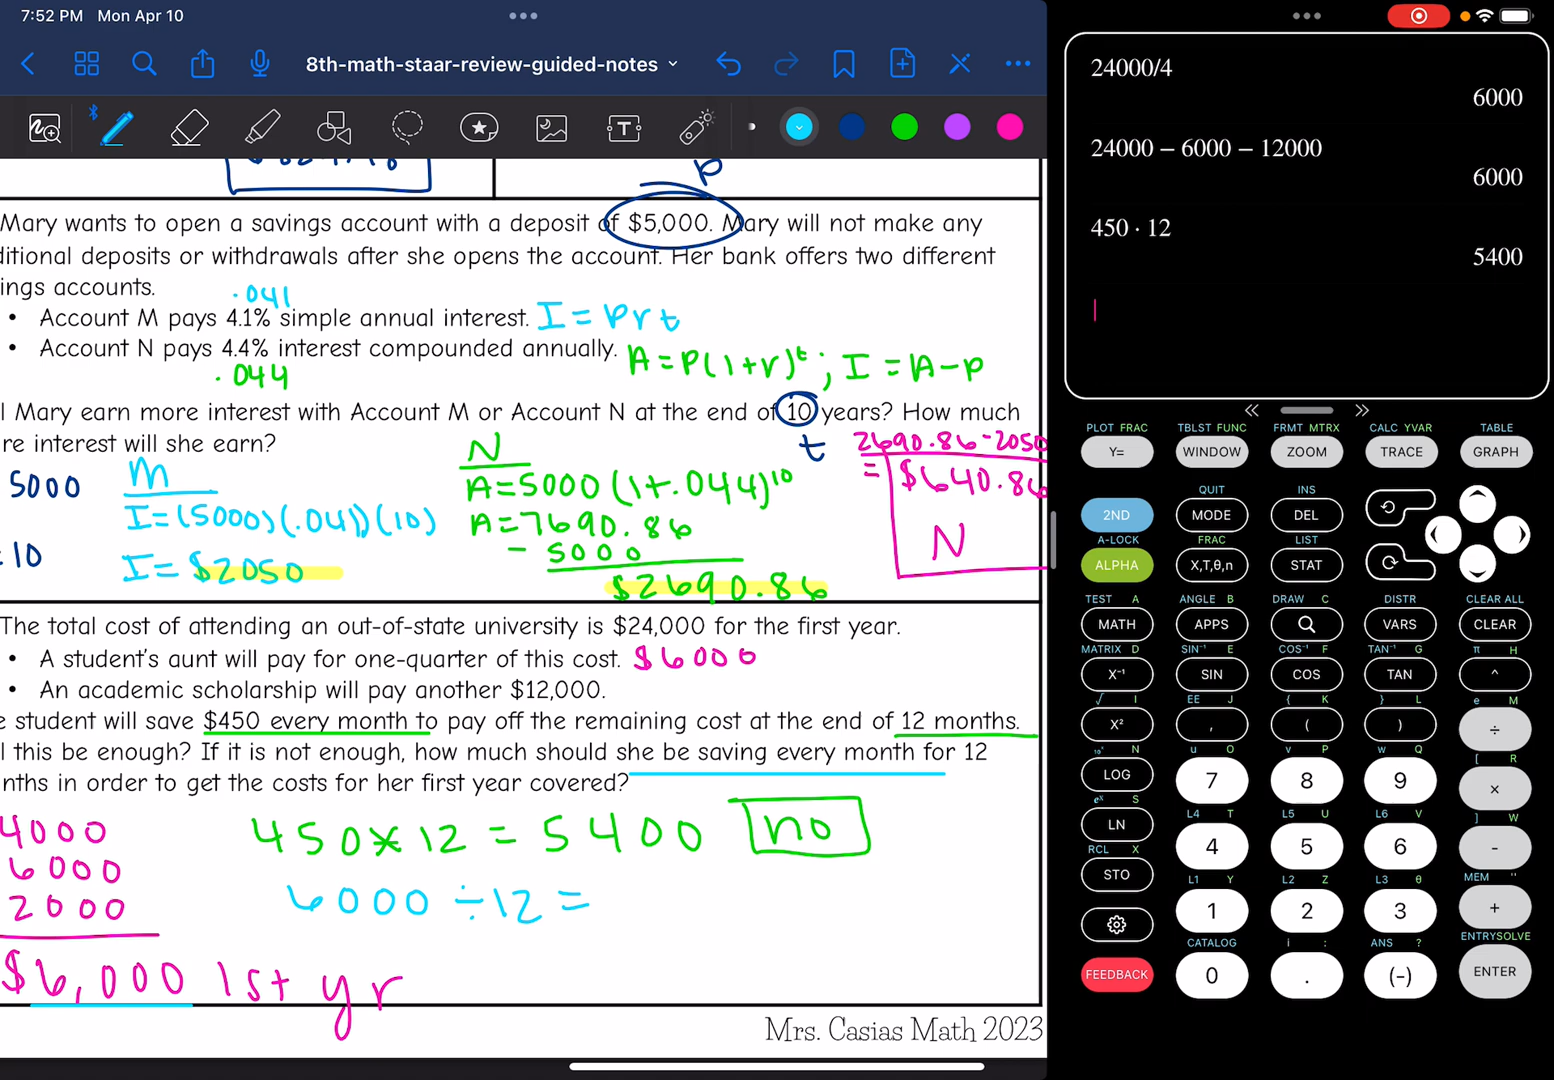 7:52 PM Mon Apr 10
8th-math-staar-review-guided-notes
Mary wants to open a savings account with a deposit of $5,000. Mary will not make any
ditional deposits or withdrawals after she opens the account. Her bank offers two different
ings accounts.
.041
• Account M pays 4.1% simple annual interest. I = Prt
• Account N pays 4.4% interest compounded annually. A = P(1+r)^t ; I = A-P
.044
l Mary earn more interest with Account M or Account N at the end of 10 years? How much
re interest will she earn?
t
2690.86-2050
= $640.86
N
5000
= 10
M
I=(5000)(.041)(10)
I= $2050
N
A=5000(1+.044)^10
A=7690.86
- 5000
$2690.86
The total cost of attending an out-of-state university is $24,000 for the first year.
• A student's aunt will pay for one-quarter of this cost. $6000
• An academic scholarship will pay another $12,000.
e student will save $450 every month to pay off the remaining cost at the end of 12 months.
l this be enough? If it is not enough, how much should she be saving every month for 12
nths in order to get the costs for her first year covered?
4000
6000
2000
$6,000 1st yr
450*12 = 5400 no
6000 ÷12 =
Mrs. Casias Math 2023
24000/4
6000
24000 – 6000 – 12000
6000
450 · 12
5400
PLOT FRAC TBLST FUNC FRMT MTRX CALC YVAR TABLE
Y= WINDOW ZOOM TRACE GRAPH
QUIT INS
2ND MODE DEL
A-LOCK FRAC LIST
ALPHA X,T,θ,n STAT
TEST A ANGLE B DRAW C DISTR CLEAR ALL
MATH APPS VARS CLEAR
MATRIX D SIN⁻¹ E COS⁻¹ F TAN⁻¹ G π H
X⁻¹ SIN COS TAN ^
√ I EE J { K } L e M
X² , ( ) ÷
10ˣ N u O v P w Q [ R
LOG 7 8 9 ×
eˣ S L4 T L5 U L6 V ] W
LN 4 5 6 -
RCL X L1 Y L2 Z L3 θ MEM "
STO 1 2 3 +
CATALOG i : ANS ? ENTRYSOLVE
FEEDBACK 0 . (-) ENTER